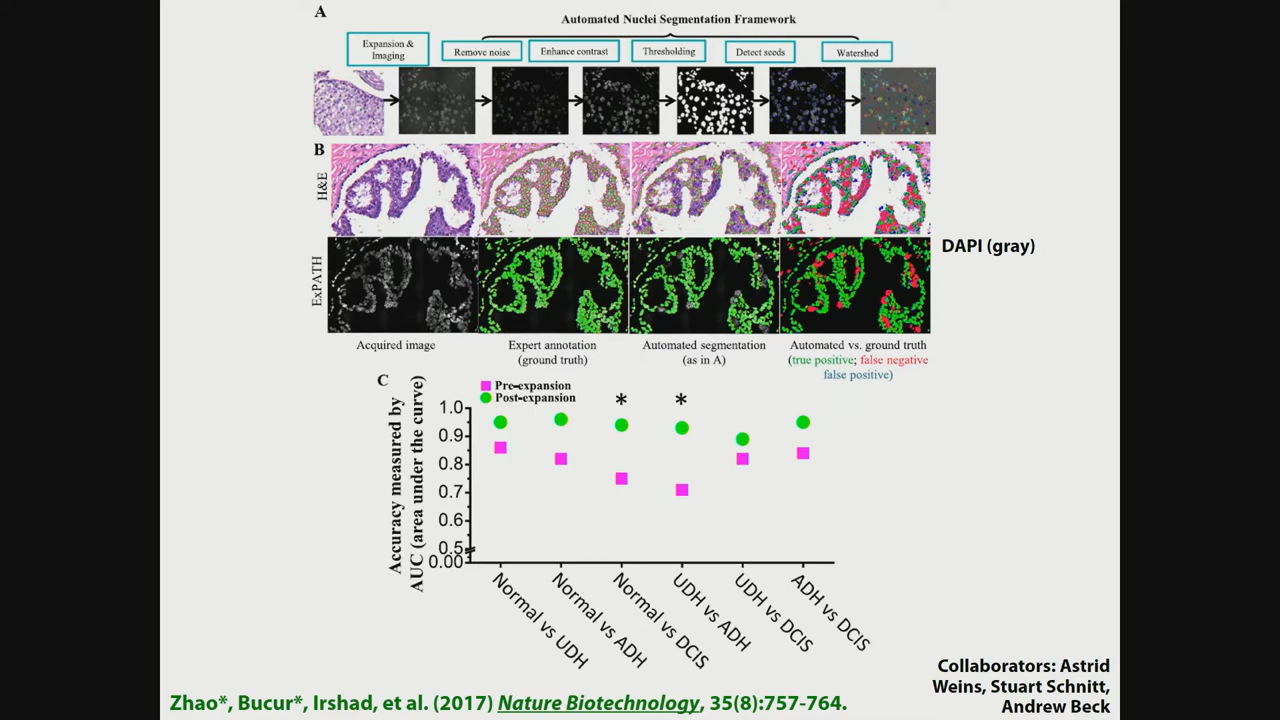 A
Automated Nuclei Segmentation Framework
Expansion &
Imaging
Remove noise
Enhance contrast
Thresholding
Detect seeds
Watershed
B
H&E
ExPATH
DAPI (gray)
Acquired image
Expert annotation
(ground truth)
Automated segmentation
(as in A)
Automated vs. ground truth
(true positive; false negative
false positive)
C
Pre-expansion
Post-expansion
* *
Accuracy measured by
AUC (area under the curve)
1.0
0.9
0.8
0.7
0.6
0.5
0.00
Normal vs UDH
Normal vs ADH
Normal vs DCIS
UDH vs ADH
UDH vs DCIS
ADH vs DCIS
Collaborators: Astrid
Weins, Stuart Schnitt,
Andrew Beck
Zhao*, Bucur*, Irshad, et al. (2017) Nature Biotechnology, 35(8):757-764.